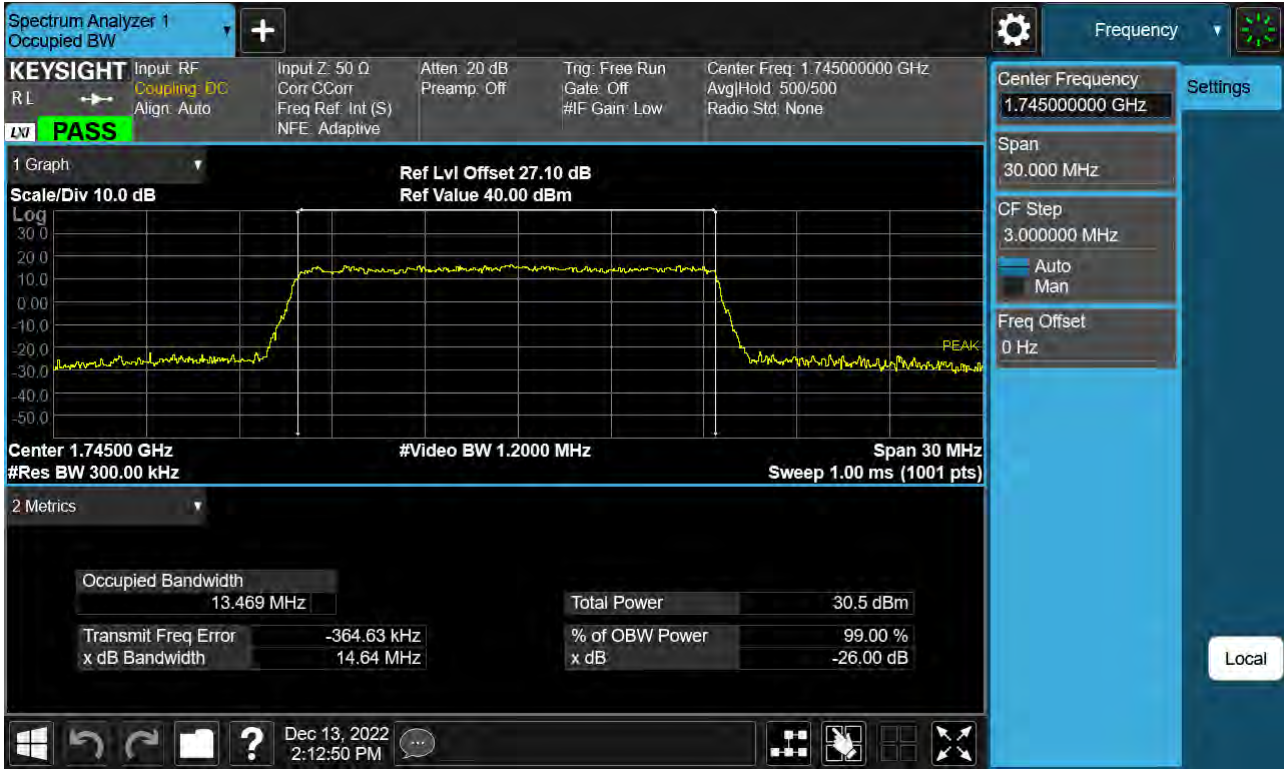 Spectrum Analyzer 1
Occupied BW
+
Frequency
KEYSIGHT
RL
LXI
PASS
Input: RF
Coupling: DC
Align: Auto
Input Z: 50 Ω
Corr CCorr
Freq Ref: Int (S)
NFE: Adaptive
Atten: 20 dB
Preamp: Off
Trig: Free Run
Gate: Off
#IF Gain: Low
Center Freq: 1.745000000 GHz
Avg|Hold: 500/500
Radio Std: None
Center Frequency
1.745000000 GHz
Settings
Span
30.000 MHz
CF Step
3.000000 MHz
Auto
Man
Freq Offset
0 Hz
1 Graph
Scale/Div 10.0 dB
Ref Lvl Offset 27.10 dB
Ref Value 40.00 dBm
Log
30.0
20.0
10.0
0.00
-10.0
-20.0
-30.0
-40.0
-50.0
PEAK
Center 1.74500 GHz
#Video BW 1.2000 MHz
Span 30 MHz
#Res BW 300.00 kHz
Sweep 1.00 ms (1001 pts)
2 Metrics
Occupied Bandwidth
13.469 MHz
Total Power 30.5 dBm
Transmit Freq Error -364.63 kHz
% of OBW Power 99.00 %
x dB Bandwidth 14.64 MHz
x dB -26.00 dB
Local
?
Dec 13, 2022
2:12:50 PM